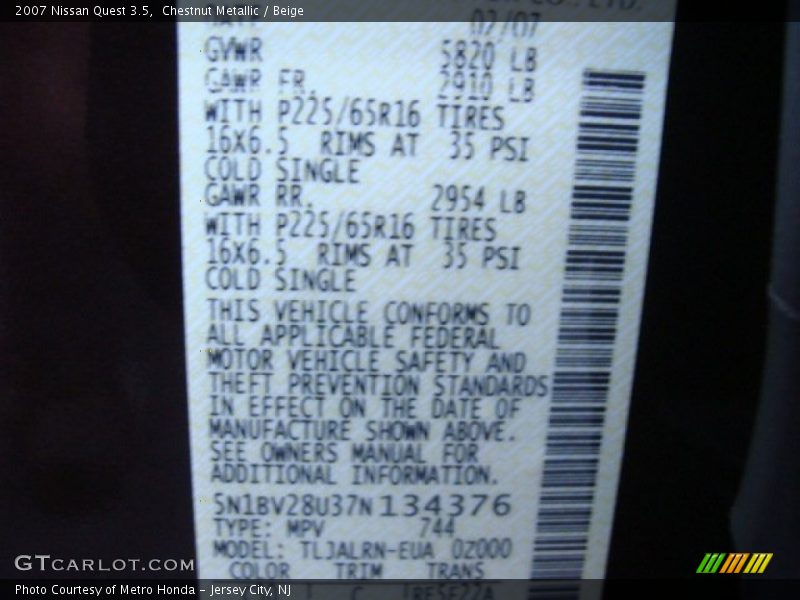 2007 Nissan Quest 3.5,  Chestnut Metallic / Beige
DATE 02/07
GVWR 5820 LB
GAWR FR. 2910 LB
WITH P225/65R16 TIRES
16X6.5 RIMS AT 35 PSI
COLD SINGLE
GAWR RR. 2954 LB
WITH P225/65R16 TIRES
16X6.5 RIMS AT 35 PSI
COLD SINGLE
THIS VEHICLE CONFORMS TO
ALL APPLICABLE FEDERAL
MOTOR VEHICLE SAFETY AND
THEFT PREVENTION STANDARDS
IN EFFECT ON THE DATE OF
MANUFACTURE SHOWN ABOVE.
SEE OWNERS MANUAL FOR
ADDITIONAL INFORMATION.
5N1BV28U37N134376
TYPE: MPV 744
MODEL: TLJALRN-EUA 0Z000
COLOR TRIM TRANS
GTCARLOT.COM
Photo Courtesy of Metro Honda - Jersey City, NJ